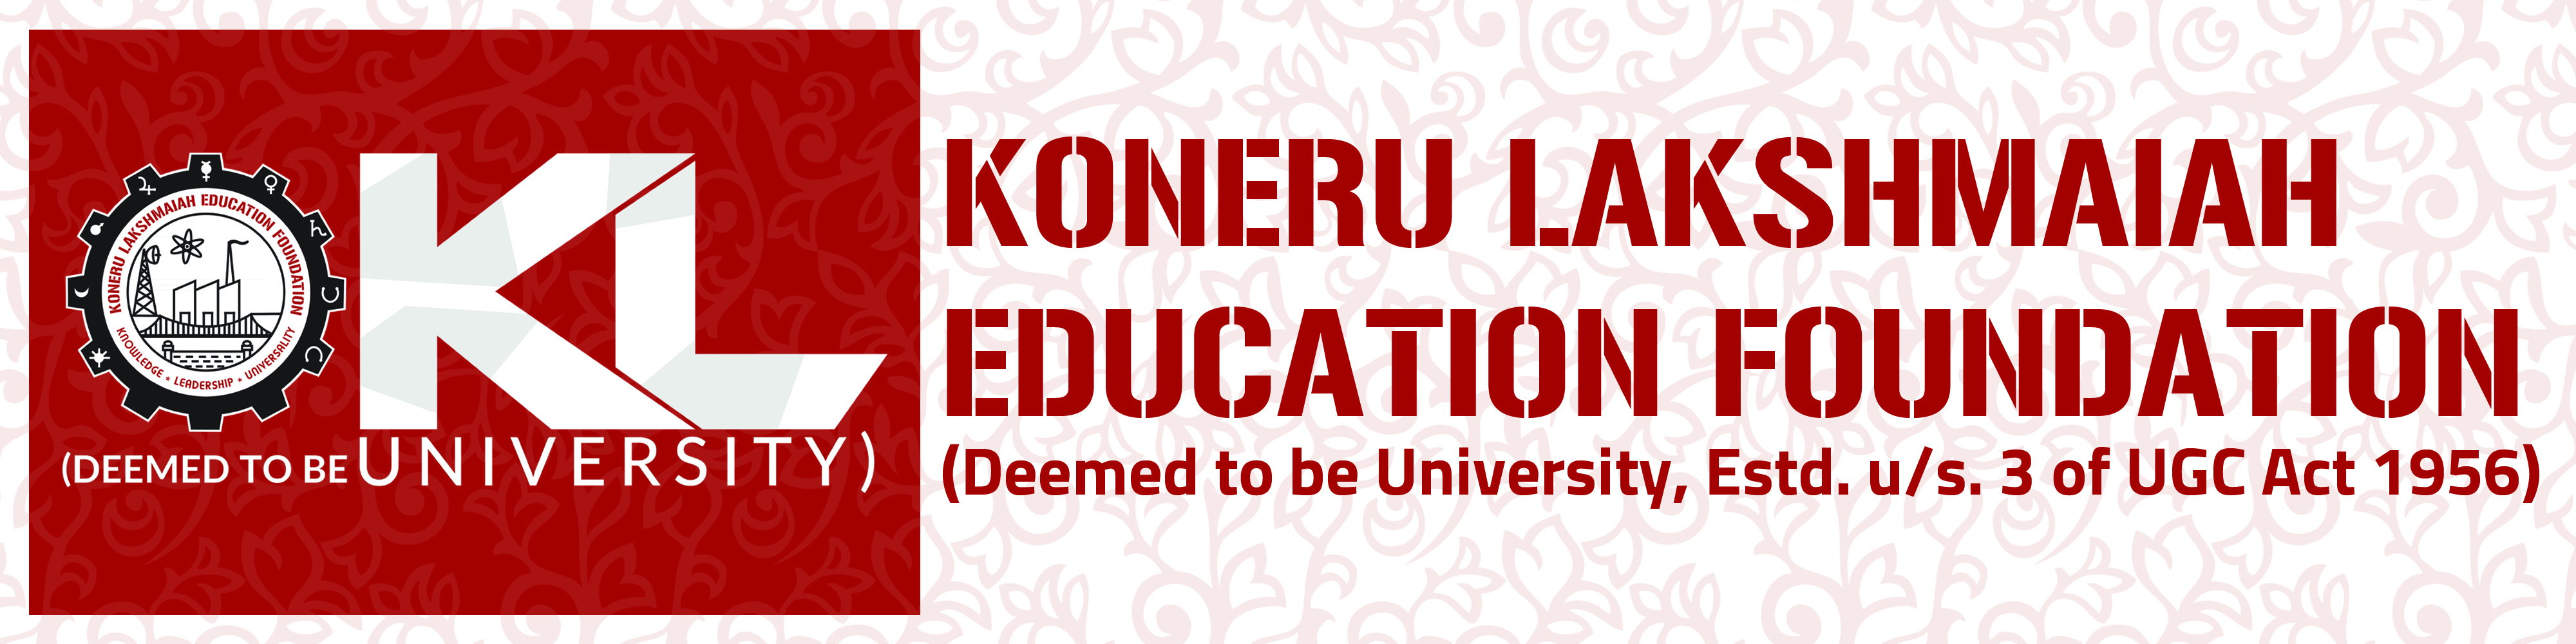 KONERU LAKSHMAIAH EDUCATION FOUNDATION
KNOWLEDGE * LEADERSHIP * UNIVERSALITY
KL
(DEEMED TO BE UNIVERSITY)
KONERU LAKSHMAIAH
EDUCATION FOUNDATION
(Deemed to be University, Estd. u/s. 3 of UGC Act 1956)